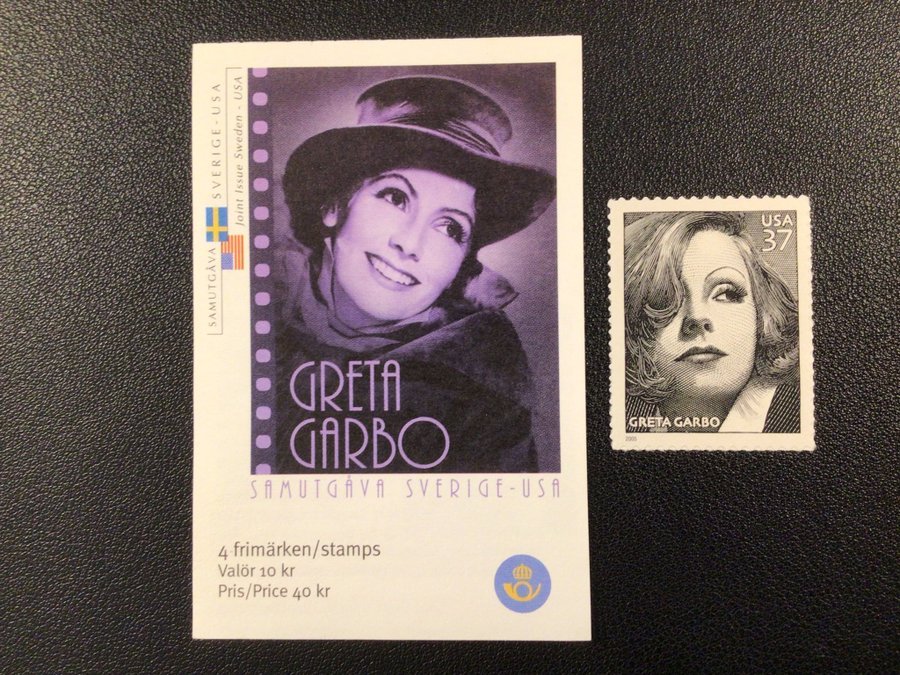 SAMUTGÅVA SVERIGE-USA
Joint Issue Sweden - USA
GRETA
GARBO
SAMUTGÅVA SVERIGE-USA
4 frimärken/stamps
Valör 10 kr
Pris/Price 40 kr
USA
37
GRETA GARBO
2005